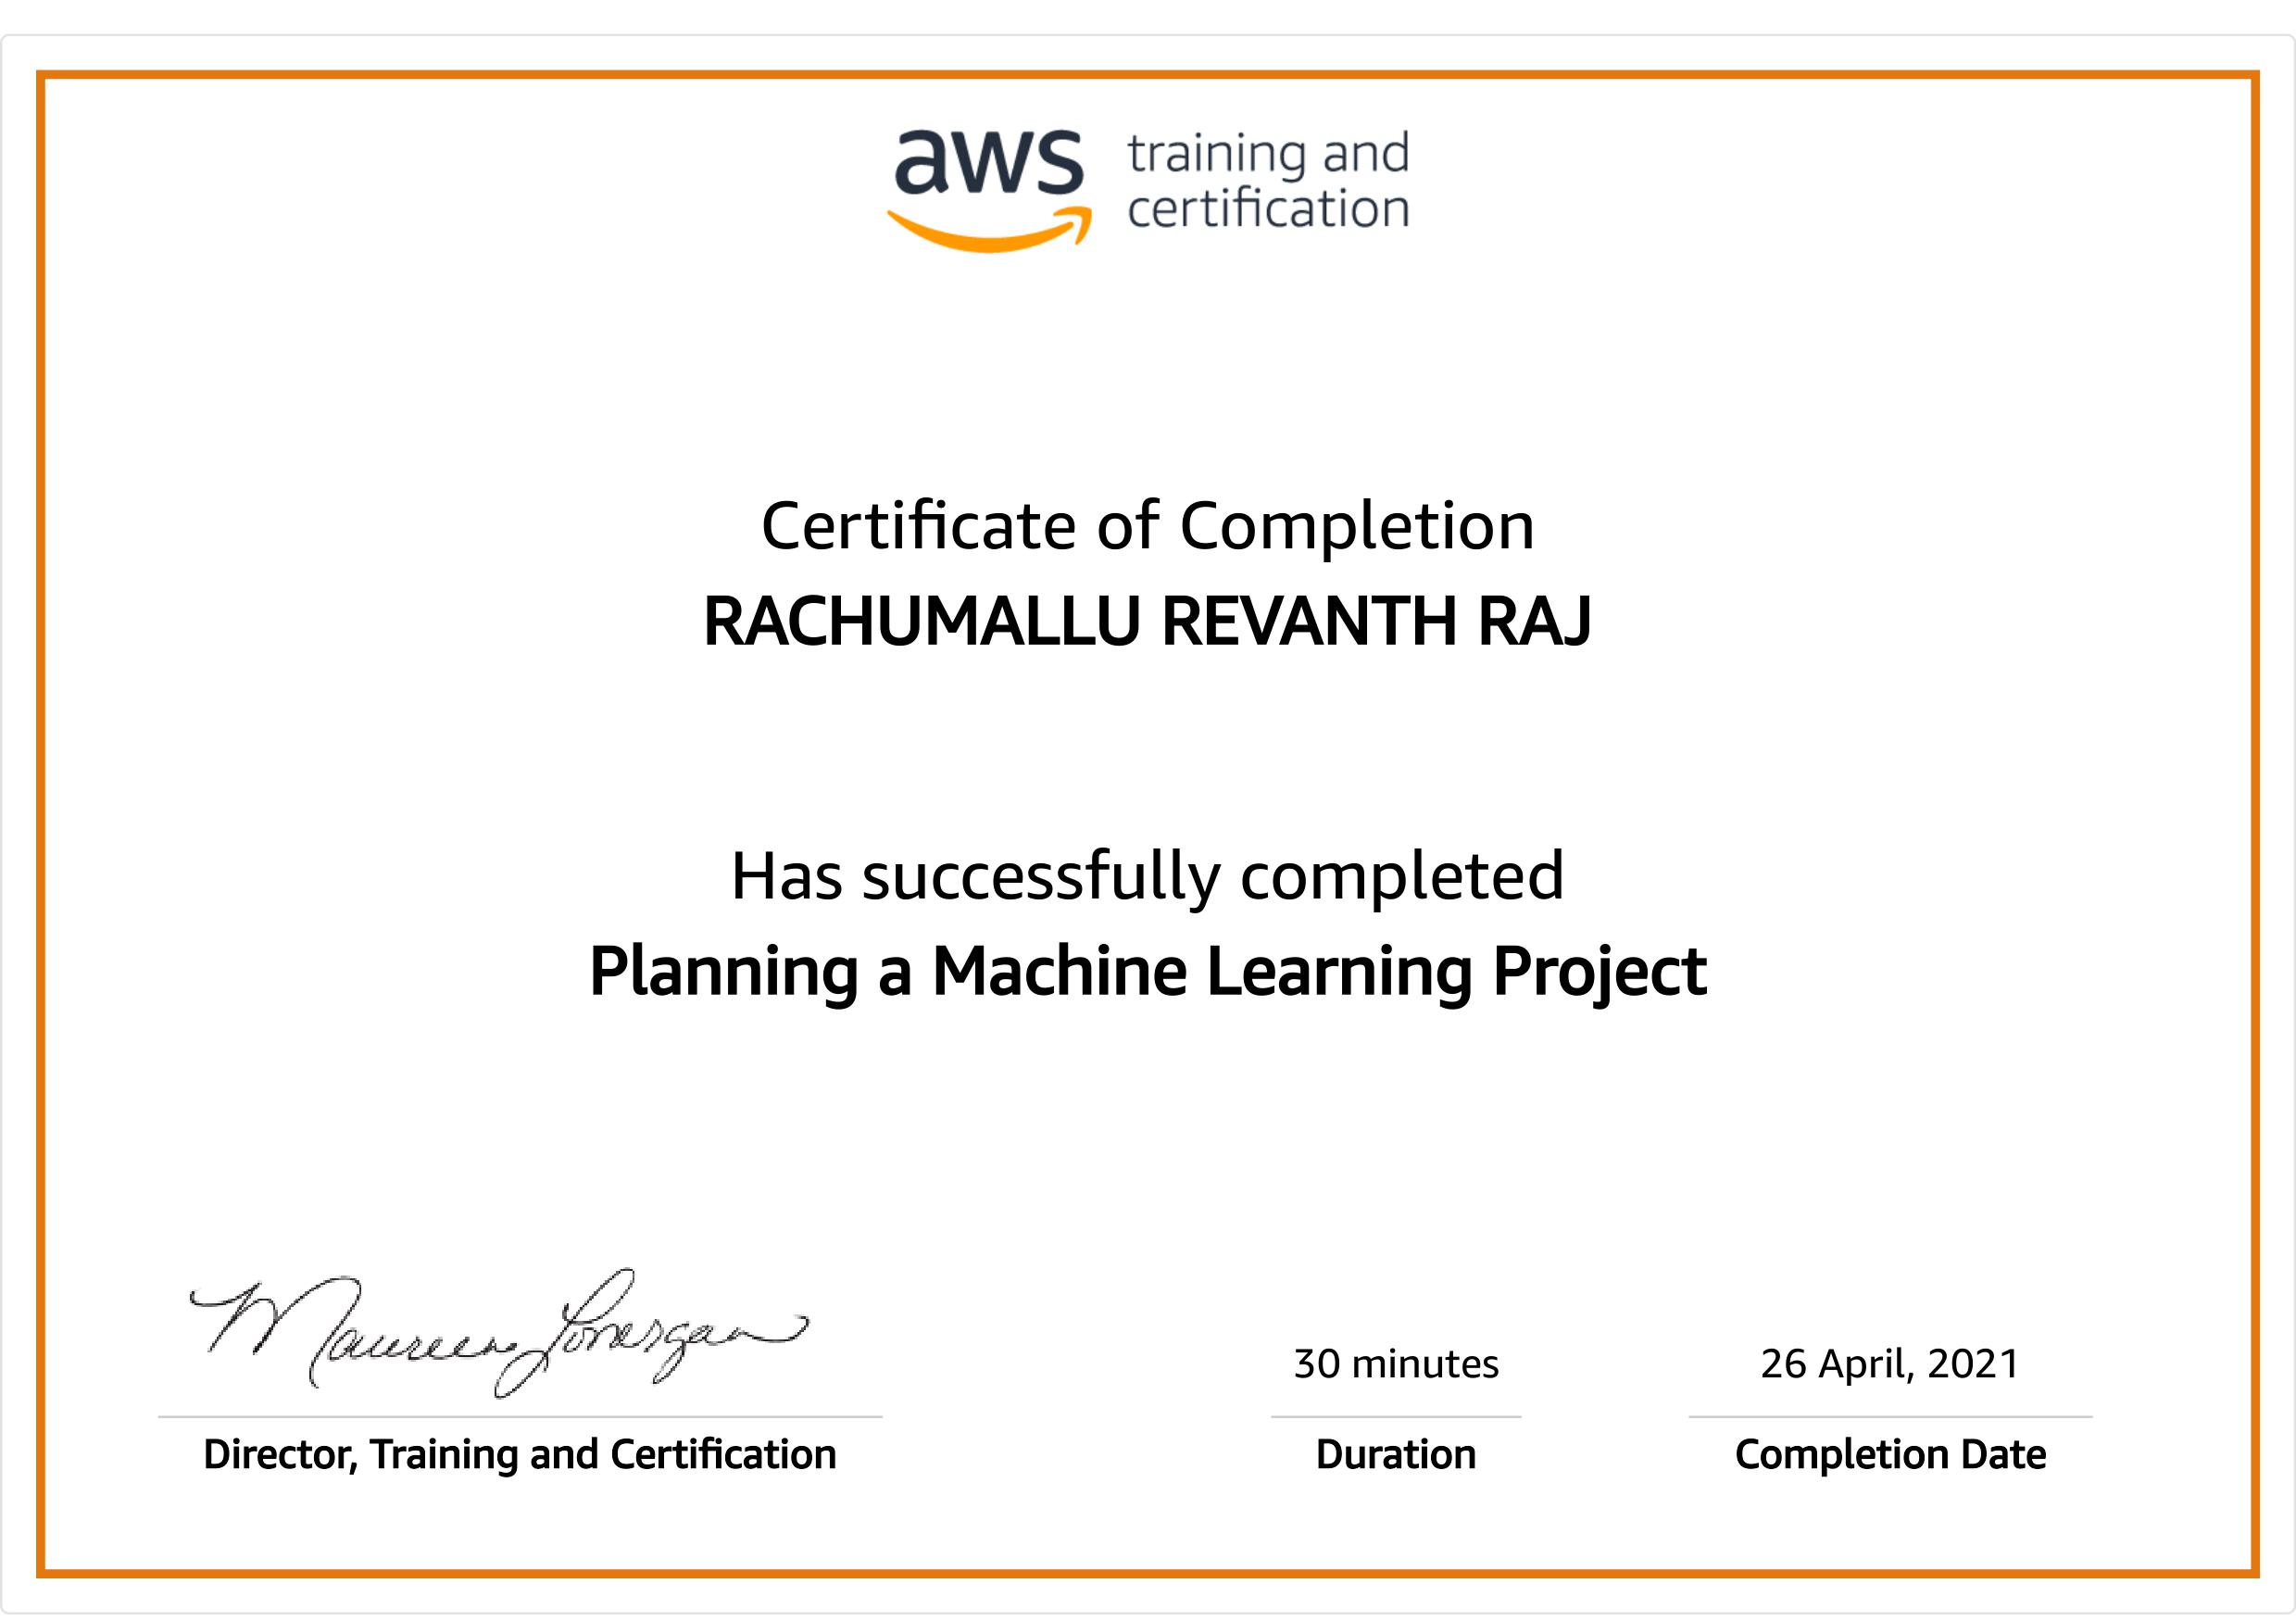 aws training and
certification
Certificate of Completion
RACHUMALLU REVANTH RAJ
Has successfully completed
Planning a Machine Learning Project
Maureen Lonergan
Director, Training and Certification
30 minutes
Duration
26 April, 2021
Completion Date